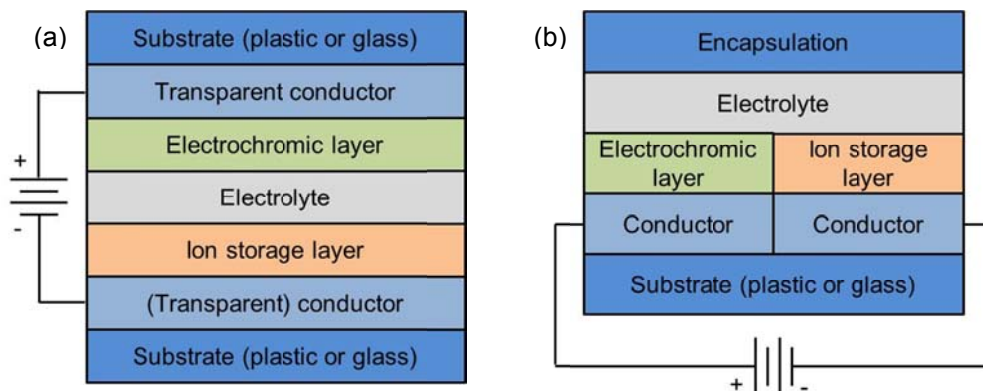 (a)
Substrate (plastic or glass)
Transparent conductor
Electrochromic layer
Electrolyte
Ion storage layer
(Transparent) conductor
Substrate (plastic or glass)
+
-
(b)
Encapsulation
Electrolyte
Electrochromic
layer
Ion storage
layer
Conductor
Conductor
Substrate (plastic or glass)
+
-